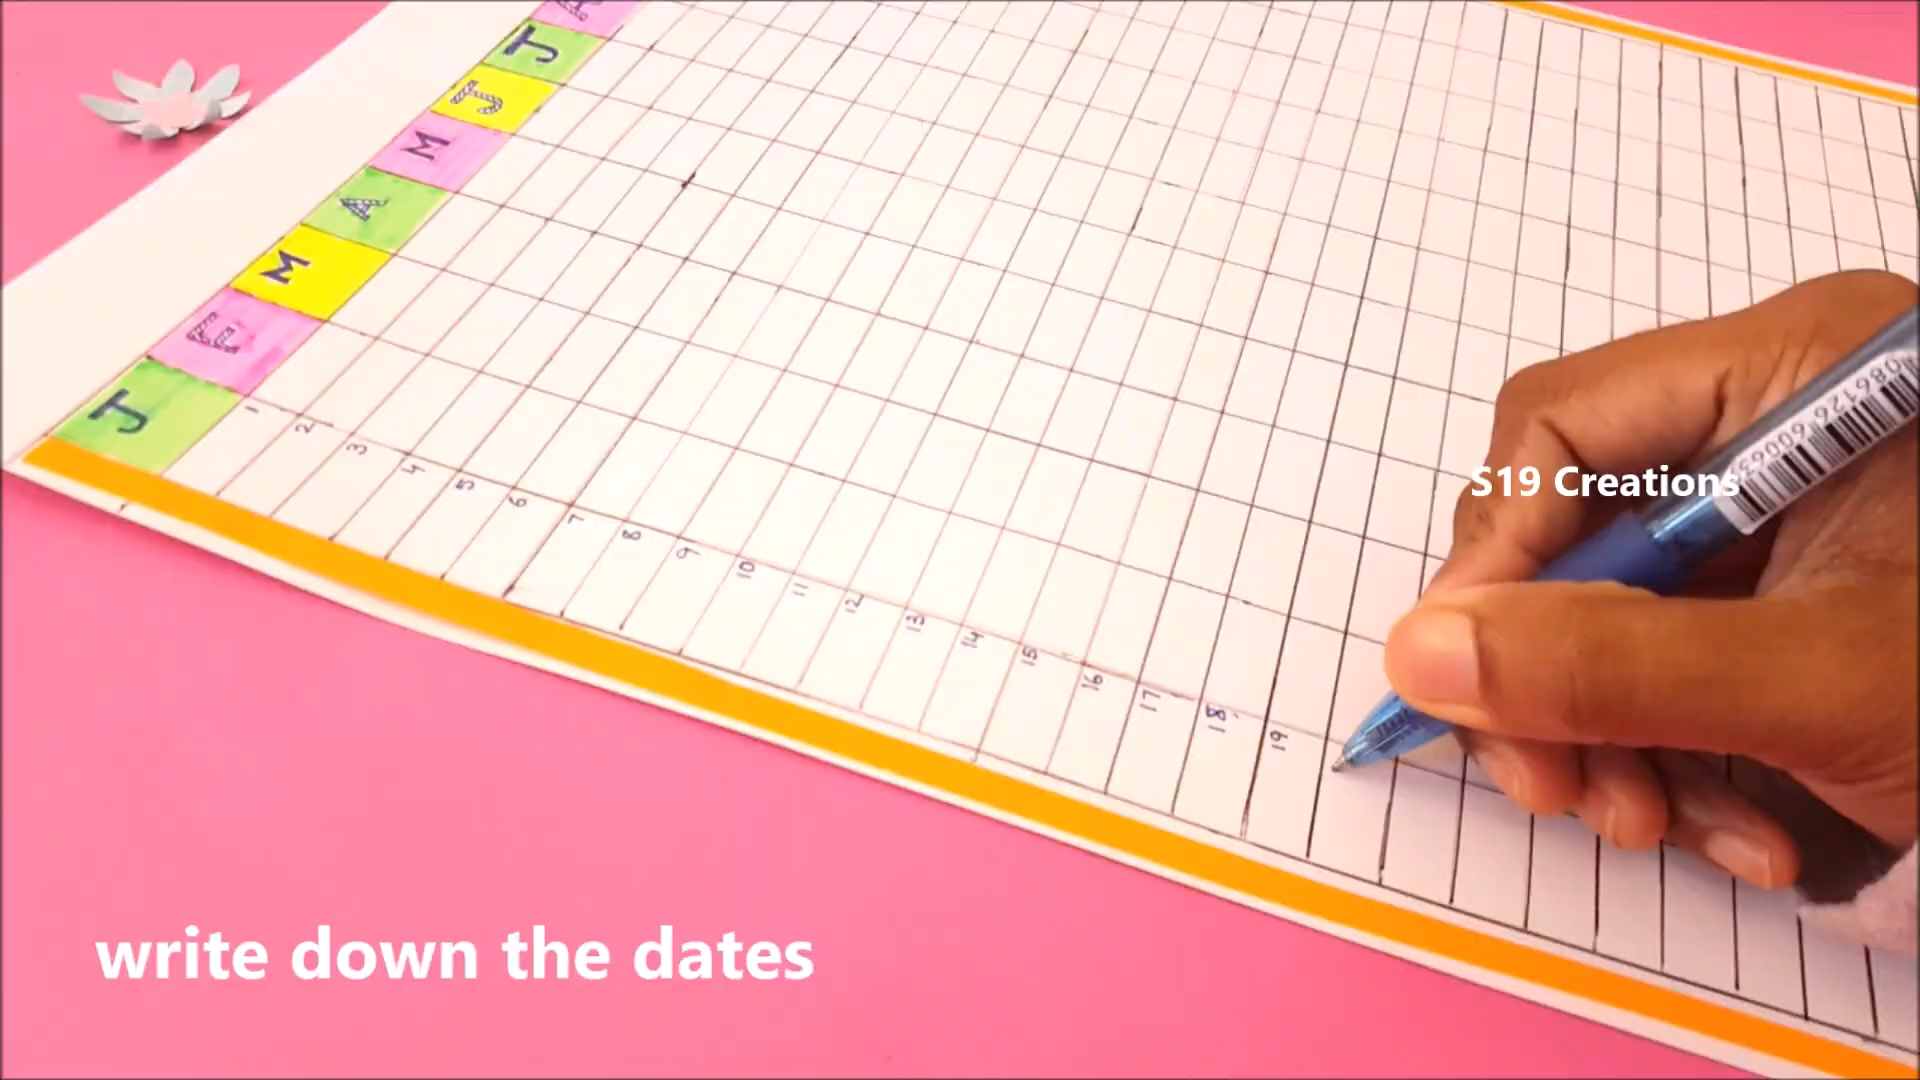 A
J
J
M
A
M
F
J
1 2 3 4 5 6 7 8 9 10 11 12 13 14 15 16 17 18 19
S19 Creations
write down the dates